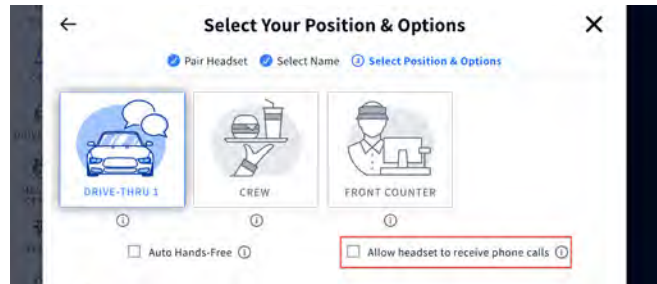 Select Your Position & Options
Pair Headset Select Name Select Position & Options
DRIVE-THRU 1 CREW FRONT COUNTER
Auto Hands-Free Allow headset to receive phone calls